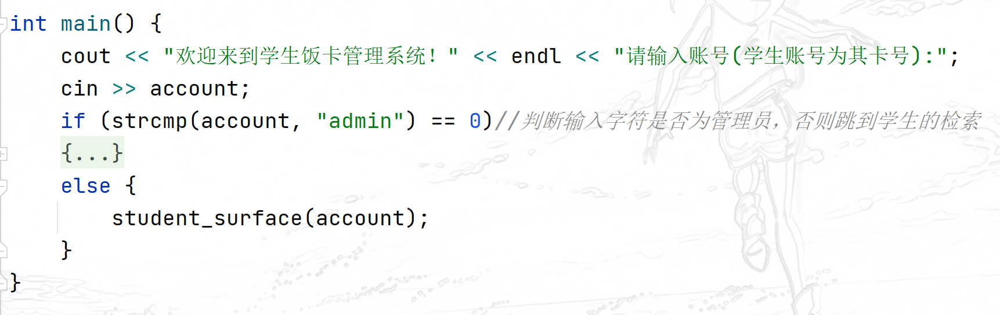 int main() {
    cout << "欢迎来到学生饭卡管理系统！" << endl << "请输入账号(学生账号为其卡号):";
    cin >> account;
    if (strcmp(account, "admin") == 0)//判断输入字符是否为管理员，否则跳到学生的检索
    {...}
    else {
        student_surface(account);
    }
}